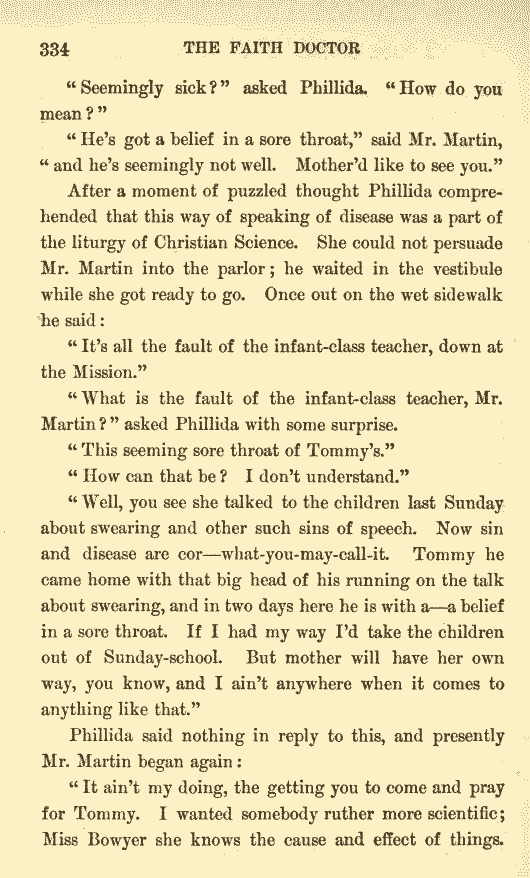 334 THE FAITH DOCTOR
“Seemingly sick?” asked Phillida. “How do you
mean?”
“He's got a belief in a sore throat,” said Mr. Martin,
“and he's seemingly not well. Mother'd like to see you.”
After a moment of puzzled thought Phillida compre-
hended that this way of speaking of disease was a part of
the liturgy of Christian Science. She could not persuade
Mr. Martin into the parlor; he waited in the vestibule
while she got ready to go. Once out on the wet sidewalk
he said:
“It's all the fault of the infant-class teacher, down at
the Mission.”
“What is the fault of the infant-class teacher, Mr.
Martin?” asked Phillida with some surprise.
“This seeming sore throat of Tommy's.”
“How can that be? I don't understand.”
“Well, you see she talked to the children last Sunday
about swearing and other such sins of speech. Now sin
and disease are cor—what-you-may-call-it. Tommy he
came home with that big head of his running on the talk
about swearing, and in two days here he is with a—a belief
in a sore throat. If I had my way I'd take the children
out of Sunday-school. But mother will have her own
way, you know, and I ain't anywhere when it comes to
anything like that.”
Phillida said nothing in reply to this, and presently
Mr. Martin began again:
“It ain't my doing, the getting you to come and pray
for Tommy. I wanted somebody ruther more scientific;
Miss Bowyer she knows the cause and effect of things.